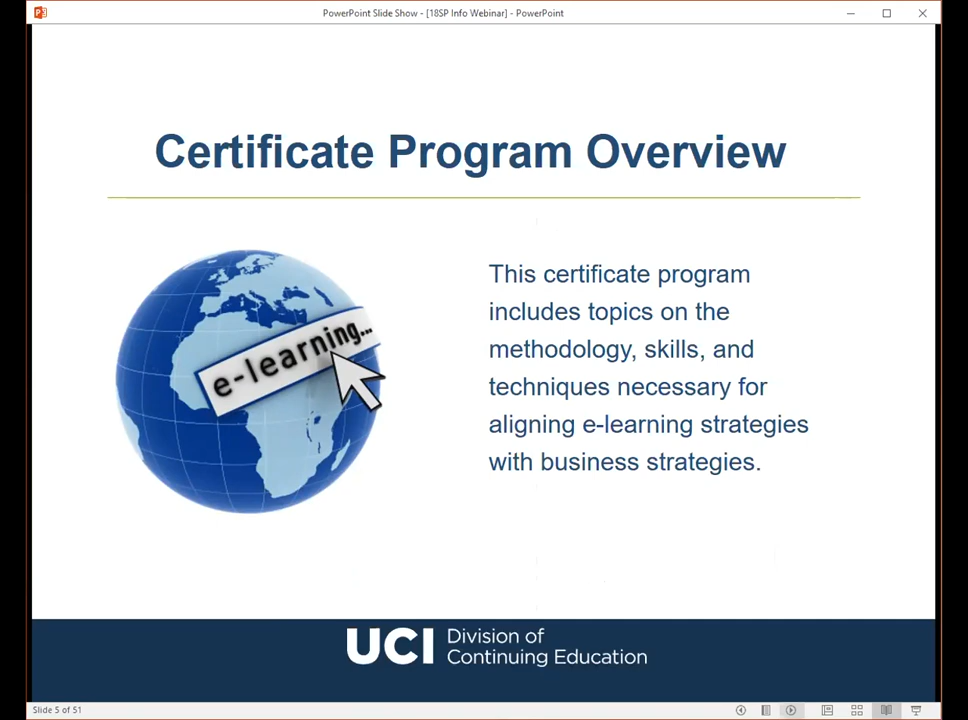 PowerPoint Slide Show - [18SP Info Webinar] - PowerPoint
Certificate Program Overview
e-learning...
This certificate program
includes topics on the
methodology, skills, and
techniques necessary for
aligning e-learning strategies
with business strategies.
UCI Division of
Continuing Education
Slide 5 of 51